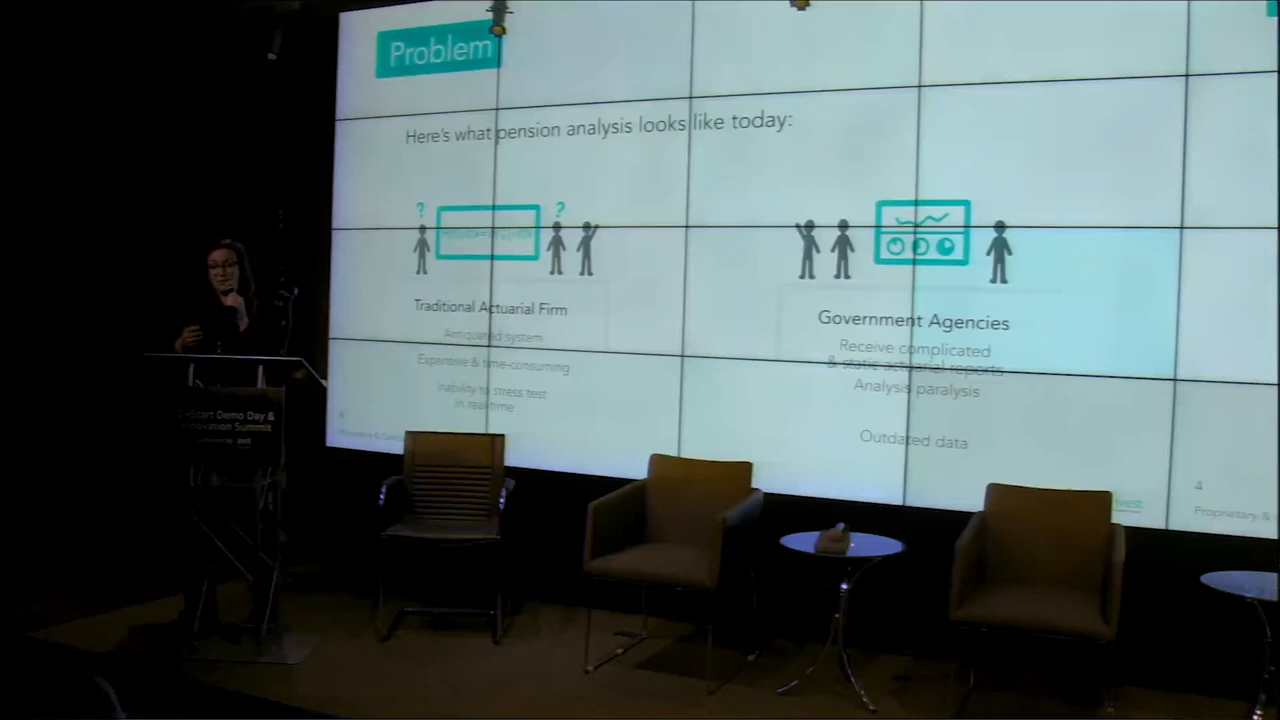 Problem
Here's what pension analysis looks like today:
?
?
Traditional Actuarial Firm
Antiquated system
Expensive & time-consuming
Inability to stress test
in real-time
Government Agencies
Receive complicated
& static actuarial reports
Analysis paralysis
Outdated data
4
Proprietary &
Start Demo Day &
Innovation Summit